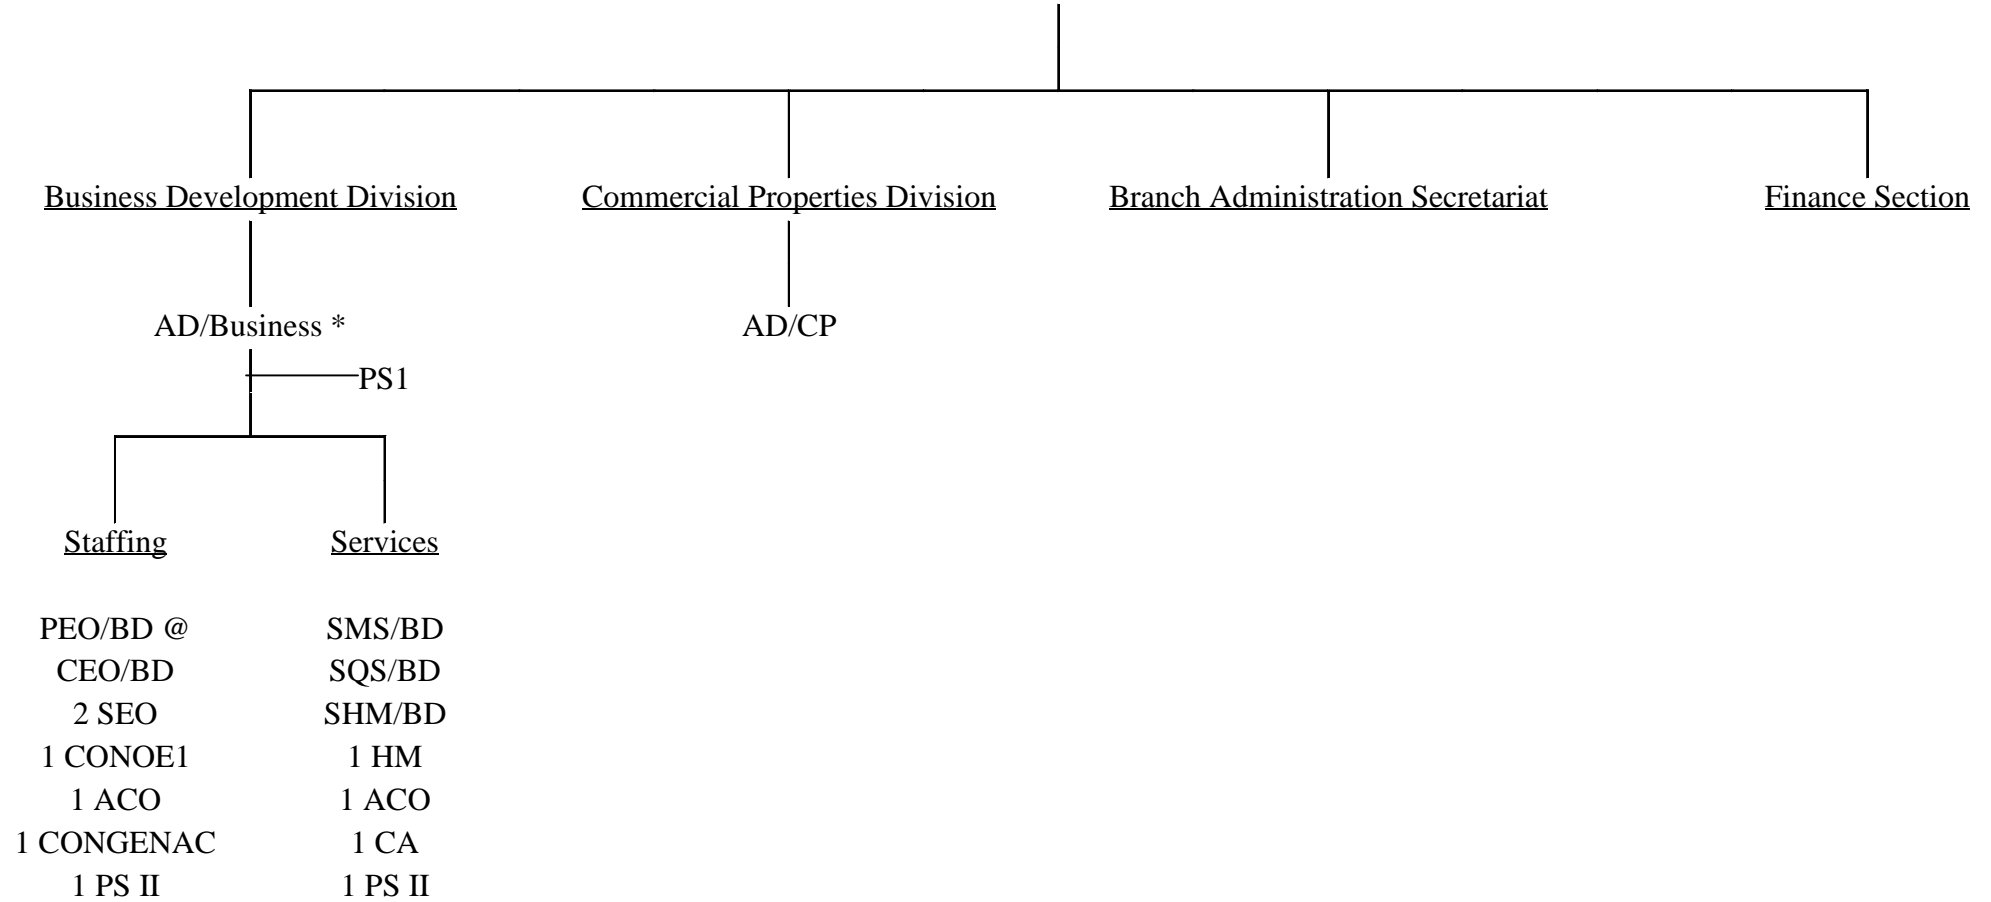 Business Development Division
Commercial Properties Division
Branch Administration Secretariat
Finance Section
AD/Business *
AD/CP
PS1
Staffing
Services
PEO/BD @
SMS/BD
CEO/BD
SQS/BD
2 SEO
SHM/BD
1 CONOE1
1 HM
1 ACO
1 ACO
1 CONGENAC
1 CA
1 PS II
1 PS II